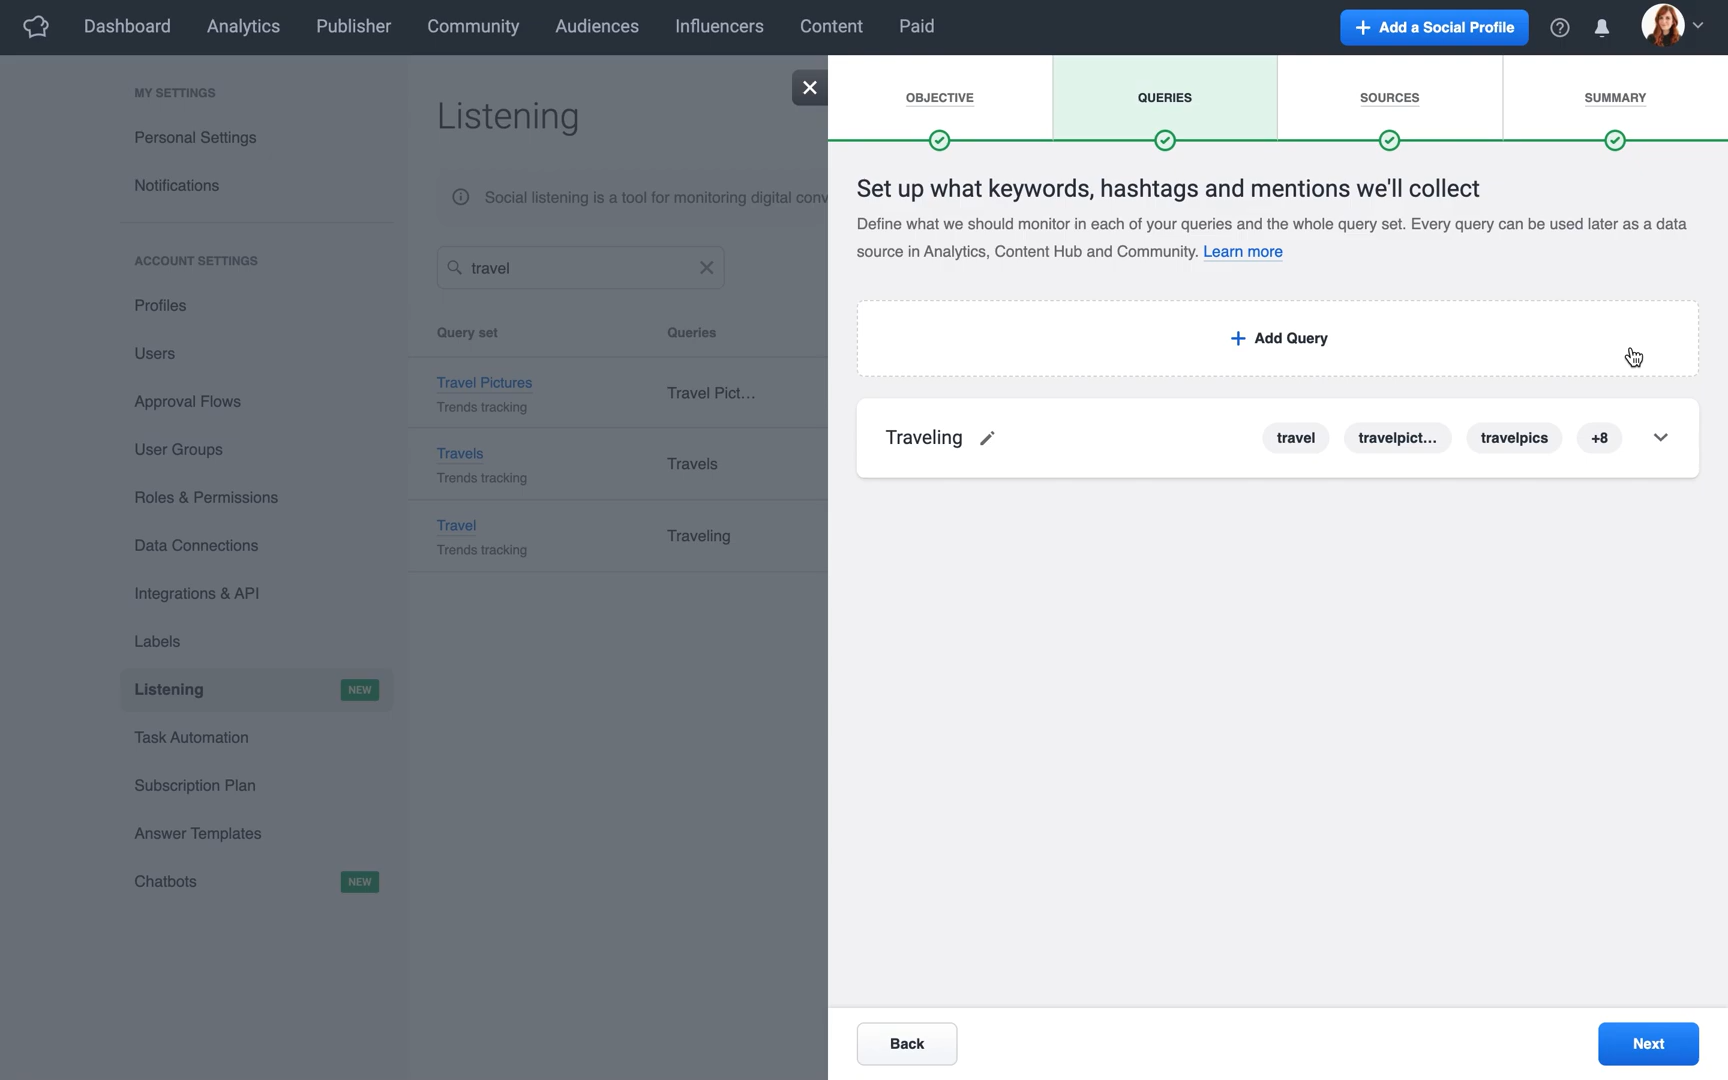 Dashboard
Analytics
Publisher
Community
Audiences
Influencers
Content
Paid
+ Add a Social Profile
MY SETTINGS
Personal Settings
Notifications
ACCOUNT SETTINGS
Profiles
Users
Approval Flows
User Groups
Roles & Permissions
Data Connections
Integrations & API
Labels
Listening NEW
Task Automation
Subscription Plan
Answer Templates
Chatbots NEW
Listening
Social listening is a tool for monitoring digital conv
travel
Query set Queries
Travel Pictures
Trends tracking
Travel Pict...
Travels
Trends tracking
Travels
Travel
Trends tracking
Traveling
OBJECTIVE
QUERIES
SOURCES
SUMMARY
Set up what keywords, hashtags and mentions we'll collect
Define what we should monitor in each of your queries and the whole query set. Every query can be used later as a data
source in Analytics, Content Hub and Community. Learn more
+ Add Query
Traveling
travel
travelpict...
travelpics
+8
Back
Next